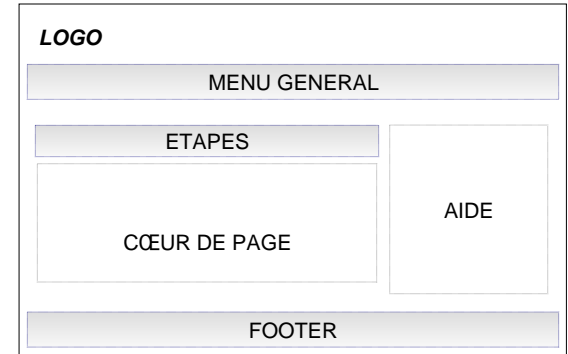 LOGO
MENU GENERAL
ETAPES
CŒUR DE PAGE
AIDE
FOOTER